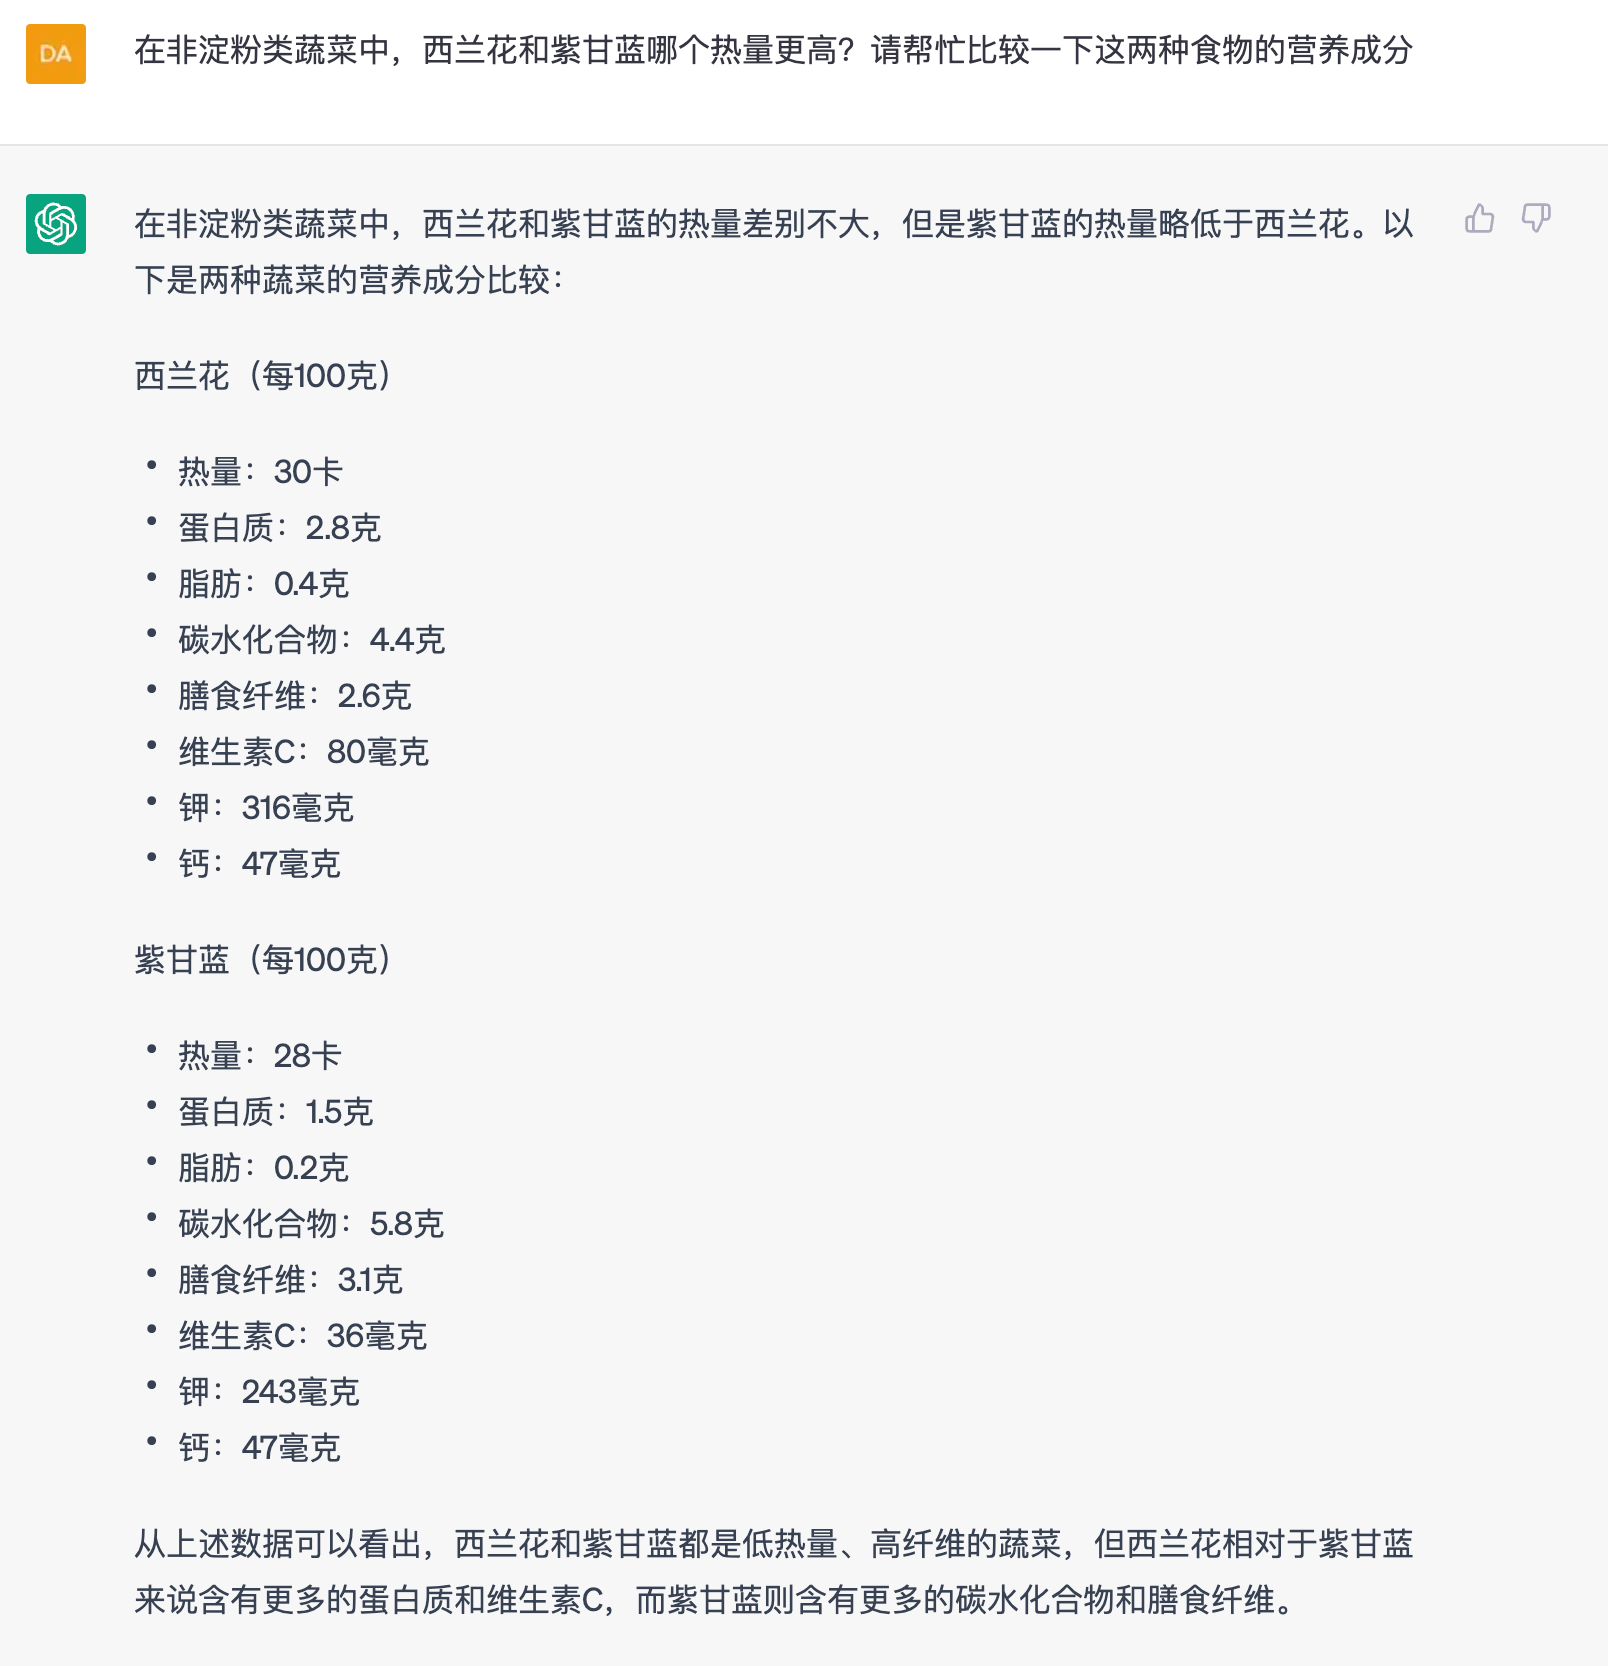 DA
在非淀粉类蔬菜中，西兰花和紫甘蓝哪个热量更高？请帮忙比较一下这两种食物的营养成分
在非淀粉类蔬菜中，西兰花和紫甘蓝的热量差别不大，但是紫甘蓝的热量略低于西兰花。以
下是两种蔬菜的营养成分比较：
西兰花（每100克）
• 热量：30卡
• 蛋白质：2.8克
• 脂肪：0.4克
• 碳水化合物：4.4克
• 膳食纤维：2.6克
• 维生素C：80毫克
• 钾：316毫克
• 钙：47毫克
紫甘蓝（每100克）
• 热量：28卡
• 蛋白质：1.5克
• 脂肪：0.2克
• 碳水化合物：5.8克
• 膳食纤维：3.1克
• 维生素C：36毫克
• 钾：243毫克
• 钙：47毫克
从上述数据可以看出，西兰花和紫甘蓝都是低热量、高纤维的蔬菜，但西兰花相对于紫甘蓝
来说含有更多的蛋白质和维生素C，而紫甘蓝则含有更多的碳水化合物和膳食纤维。